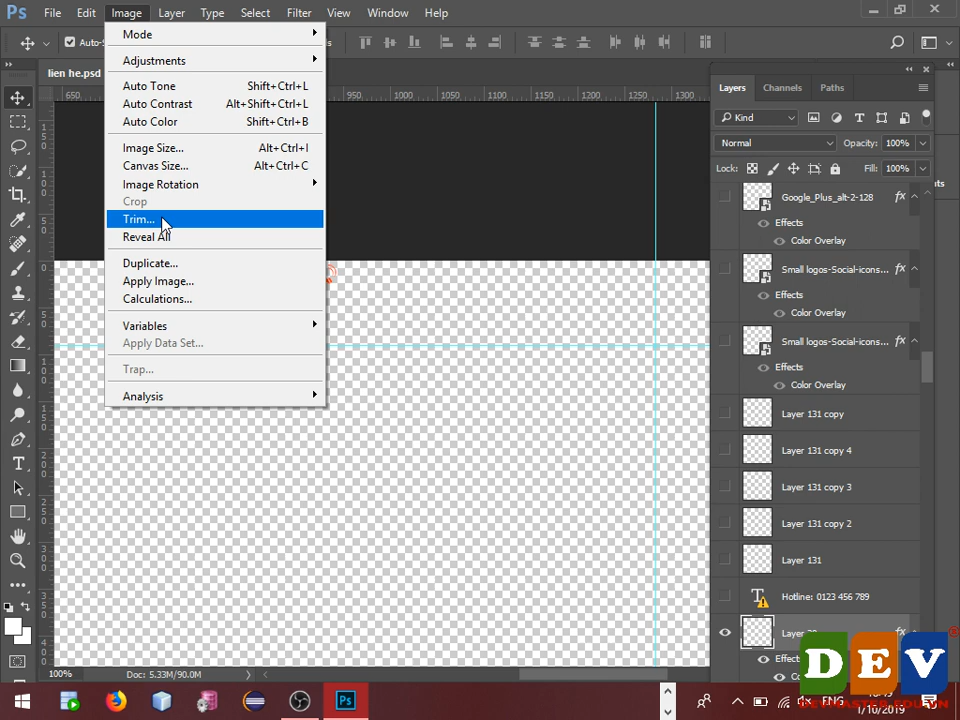 Ps File Edit Image Layer Type Select Filter View Window Help
Mode
Adjustments
Auto Tone Shift+Ctrl+L
Auto Contrast Alt+Shift+Ctrl+L
Auto Color Shift+Ctrl+B
Image Size... Alt+Ctrl+I
Canvas Size... Alt+Ctrl+C
Image Rotation
Crop
Trim...
Reveal All
Duplicate...
Apply Image...
Calculations...
Variables
Apply Data Set...
Trap...
Analysis
lien he.psd
650 950 1000 1050 1100 1150 1200 1250 1300
Layers Channels Paths
Kind
Normal Opacity: 100%
Lock: Fill: 100%
Google_Plus_alt-2-128 fx
Effects
Color Overlay
Small logos-Social-icons... fx
Effects
Color Overlay
Small logos-Social-icons... fx
Effects
Color Overlay
Layer 131 copy
Layer 131 copy 4
Layer 131 copy 3
Layer 131 copy 2
Layer 131
T Hotline: 0123 456 789
100% Doc: 5.33M/90.0M
DEV
ENG
1/10/2019